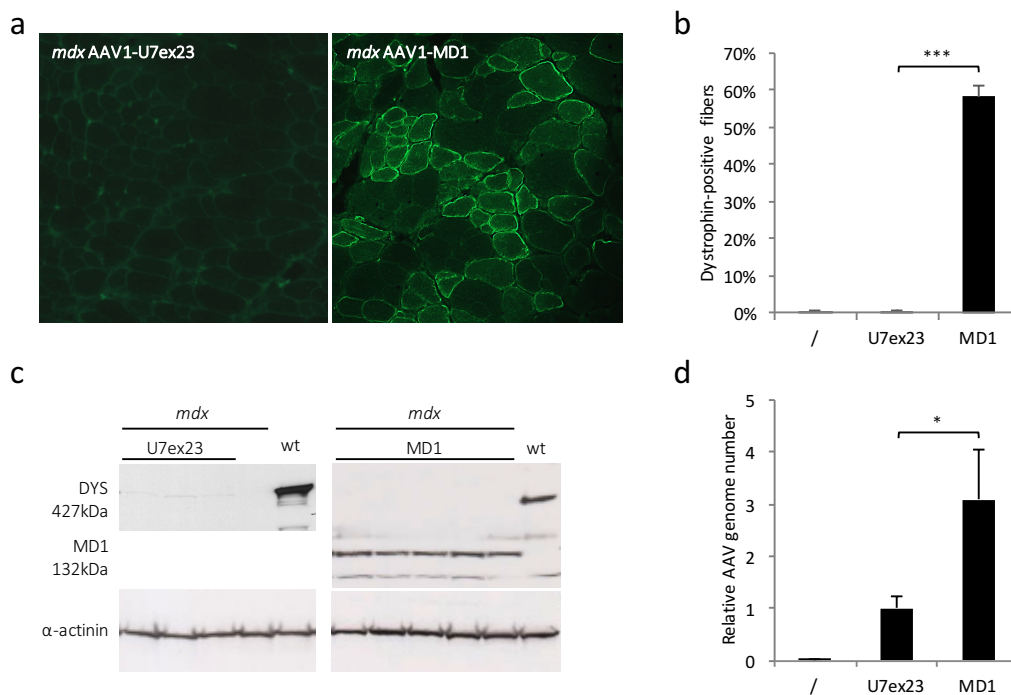 a
mdx AAV1-U7ex23
mdx AAV1-MD1
b
Dystrophin-positive fibers
70%
60%
50%
40%
30%
20%
10%
0%
***
/
U7ex23
MD1
c
mdx
mdx
U7ex23
wt
MD1
wt
DYS
427kDa
MD1
132kDa
α-actinin
d
Relative AAV genome number
5
4
3
2
1
0
*
/
U7ex23
MD1